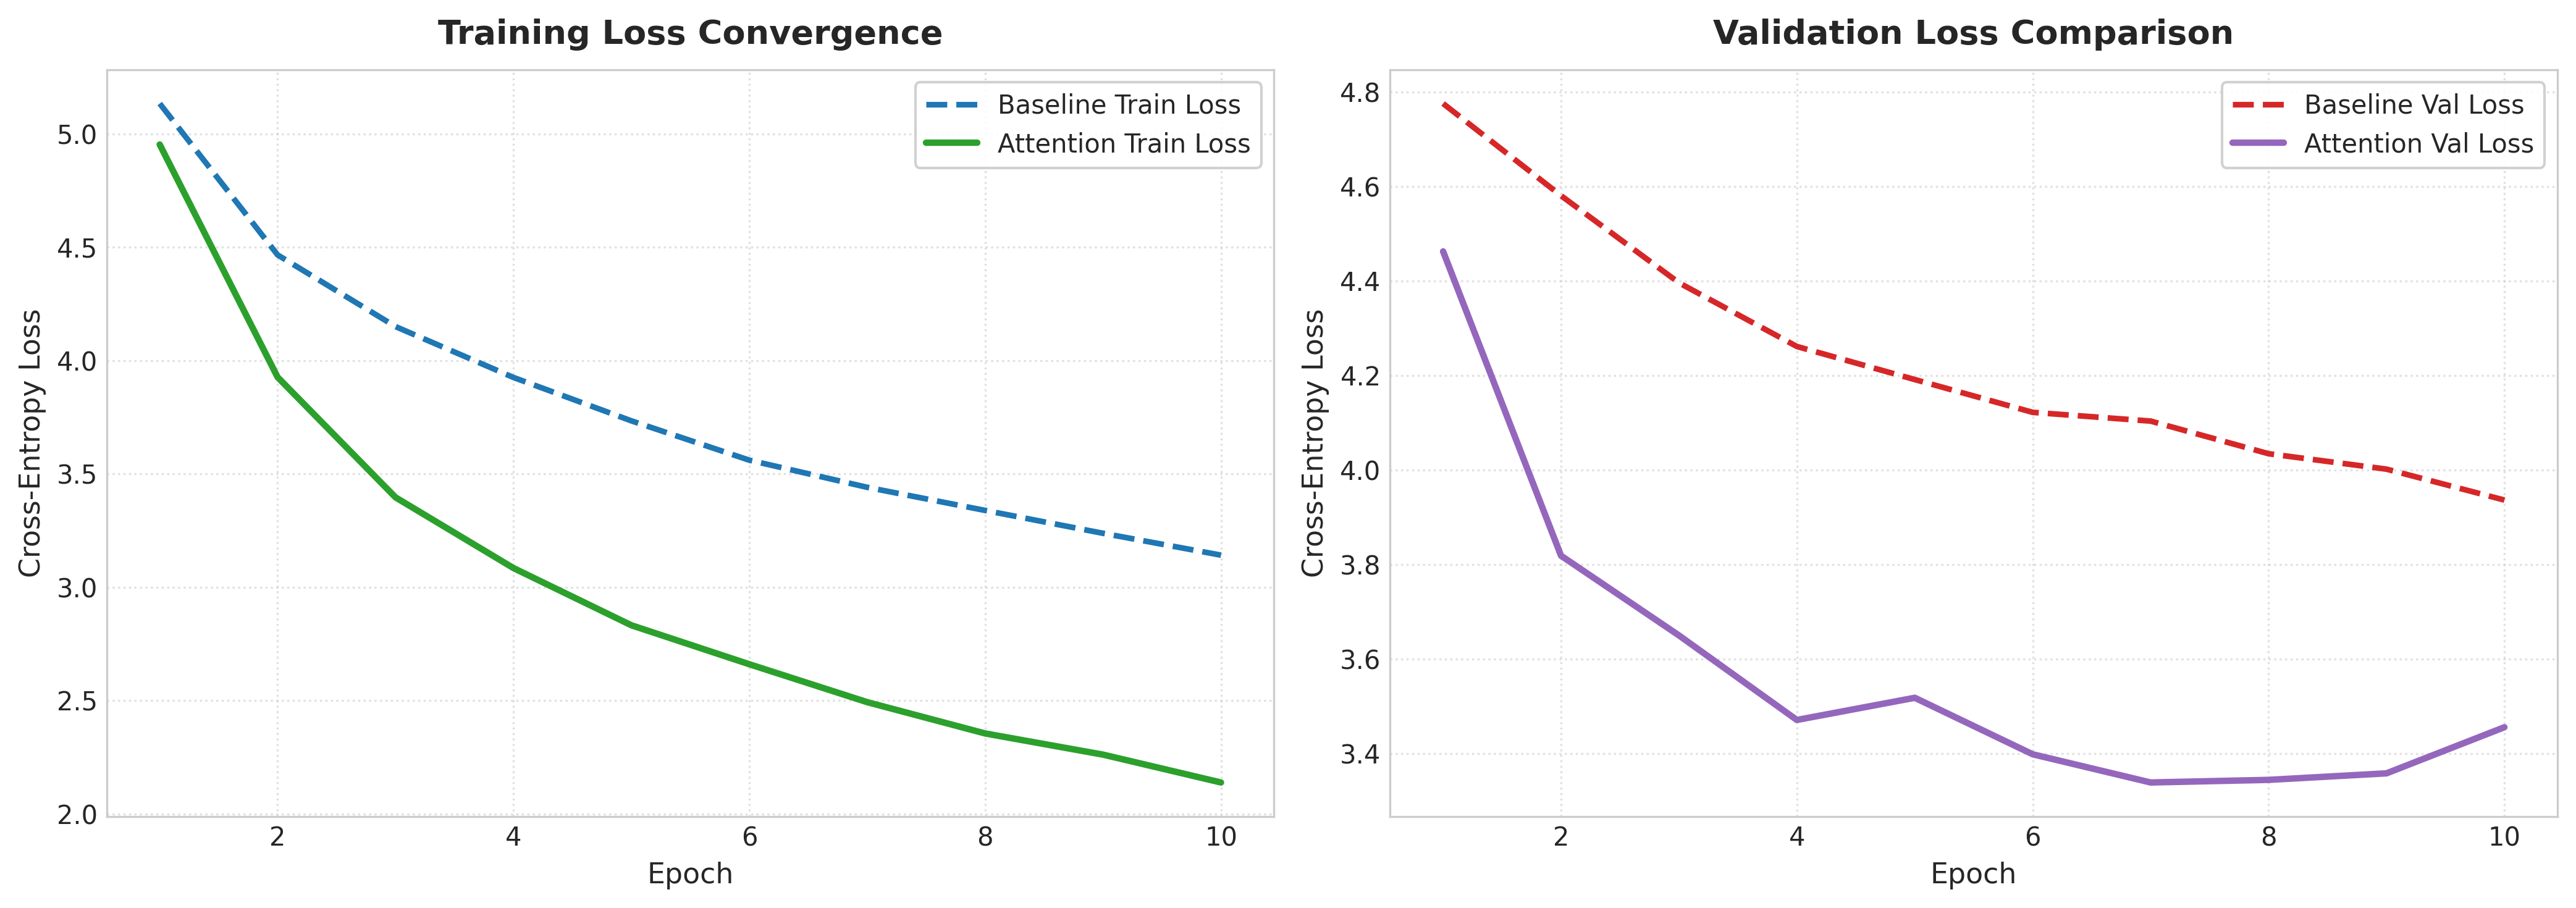 Training Loss Convergence
Baseline Train Loss
Attention Train Loss
Cross-Entropy Loss
5.0
4.5
4.0
3.5
3.0
2.5
2.0
2 4 6 8 10
Epoch
Validation Loss Comparison
Baseline Val Loss
Attention Val Loss
Cross-Entropy Loss
4.8
4.6
4.4
4.2
4.0
3.8
3.6
3.4
2 4 6 8 10
Epoch